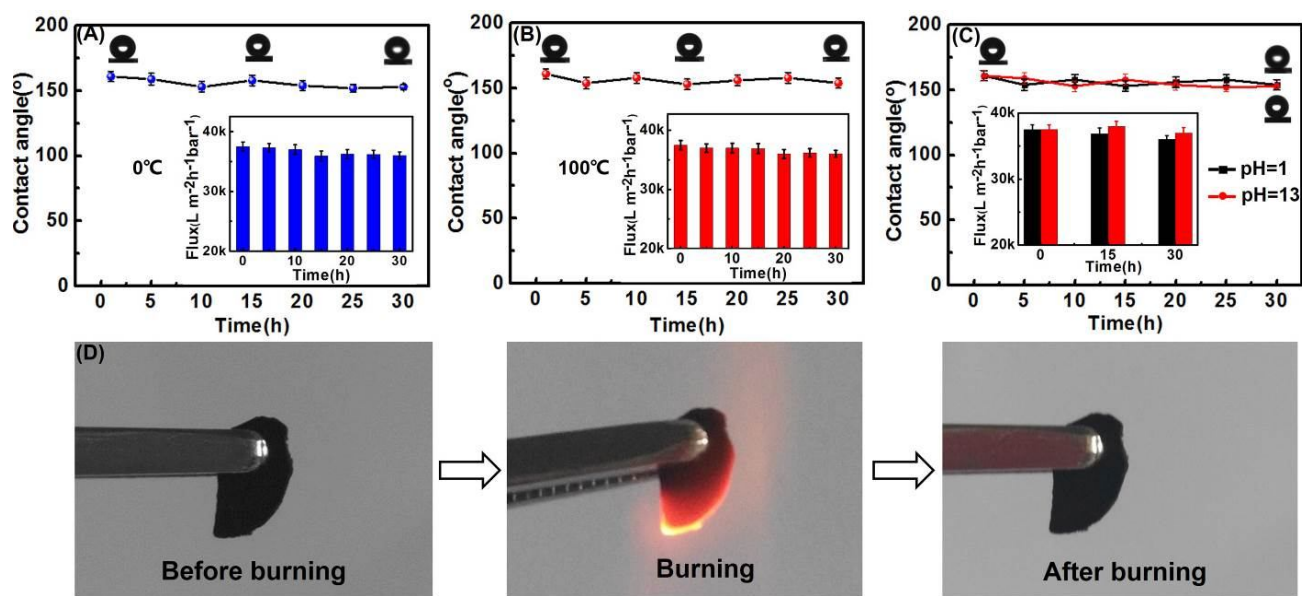 (A)
200
150
100
50
0
Contact angle(°)
0℃
40k
30k
20k
Flux(L m⁻²h⁻¹bar⁻¹)
0 10 20 30
Time(h)
0 5 10 15 20 25 30
Time(h)
(B)
200
150
100
50
0
Contact angle(°)
100℃
40k
30k
20k
Flux(L m⁻²h⁻¹bar⁻¹)
0 10 20 30
Time(h)
0 5 10 15 20 25 30
Time(h)
(C)
200
150
100
50
0
Contact angle(°)
40k
30k
20k
Flux(L m⁻²h⁻¹bar⁻¹)
0 15 30
Time(h)
pH=1
pH=13
0 5 10 15 20 25 30
Time(h)
(D)
Before burning
Burning
After burning